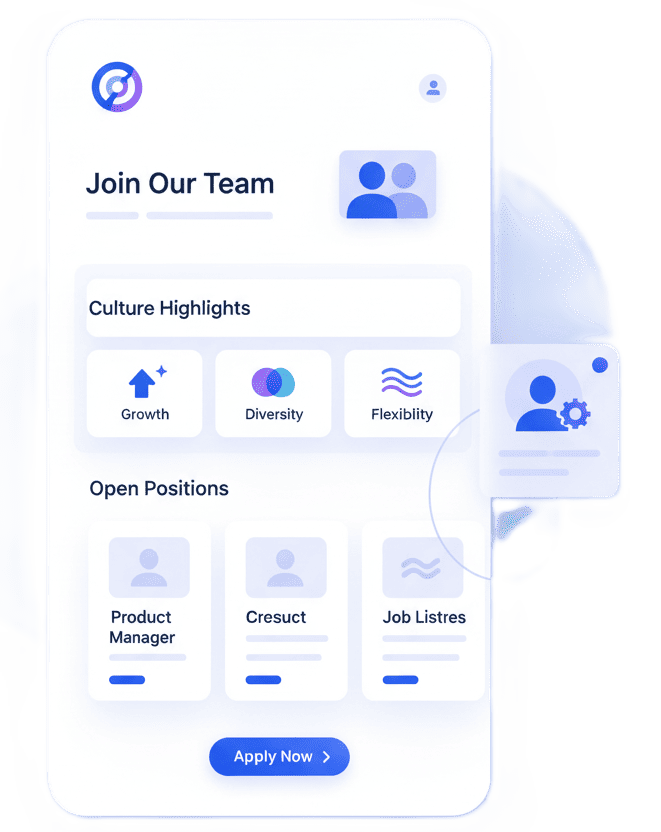 Join Our Team
Culture Highlights
Growth
Diversity
Flexiblity
Open Positions
Product
Manager
Cresuct
Job Listres
Apply Now